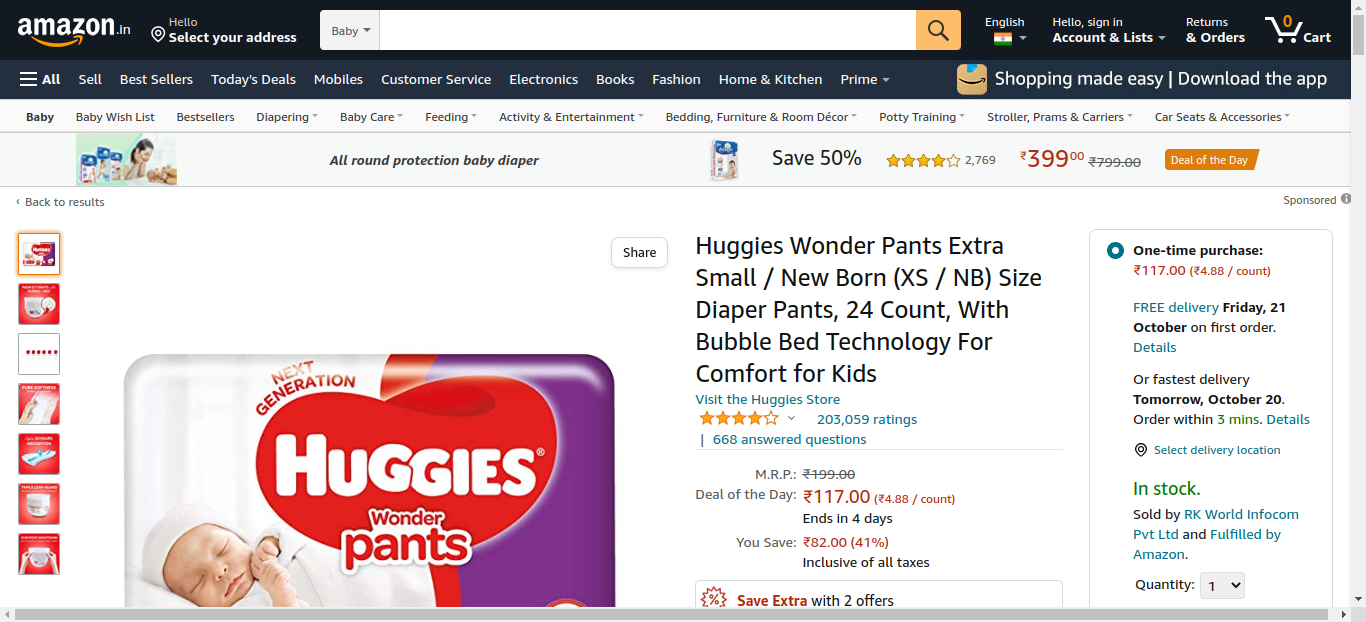 amazon.in
Hello
Select your address
Baby
English
Hello, sign in
Account & Lists
Returns
& Orders
0
Cart
All
Sell
Best Sellers
Today's Deals
Mobiles
Customer Service
Electronics
Books
Fashion
Home & Kitchen
Prime
Shopping made easy | Download the app
Baby
Baby Wish List
Bestsellers
Diapering
Baby Care
Feeding
Activity & Entertainment
Bedding, Furniture & Room Décor
Potty Training
Stroller, Prams & Carriers
Car Seats & Accessories
All round protection baby diaper
Save 50%
2,769
₹39900
₹799.00
Deal of the Day
‹ Back to results
Sponsored
Share
NEXT
GENERATION
HUGGIES®
Wonder
pants
Huggies Wonder Pants Extra
Small / New Born (XS / NB) Size
Diaper Pants, 24 Count, With
Bubble Bed Technology For
Comfort for Kids
Visit the Huggies Store
203,059 ratings
| 668 answered questions
M.R.P.: ₹199.00
Deal of the Day: ₹117.00 (₹4.88 / count)
Ends in 4 days
You Save: ₹82.00 (41%)
Inclusive of all taxes
Save Extra with 2 offers
One-time purchase:
₹117.00 (₹4.88 / count)
FREE delivery Friday, 21
October on first order.
Details
Or fastest delivery
Tomorrow, October 20.
Order within 3 mins. Details
Select delivery location
In stock.
Sold by RK World Infocom
Pvt Ltd and Fulfilled by
Amazon.
Quantity: 1